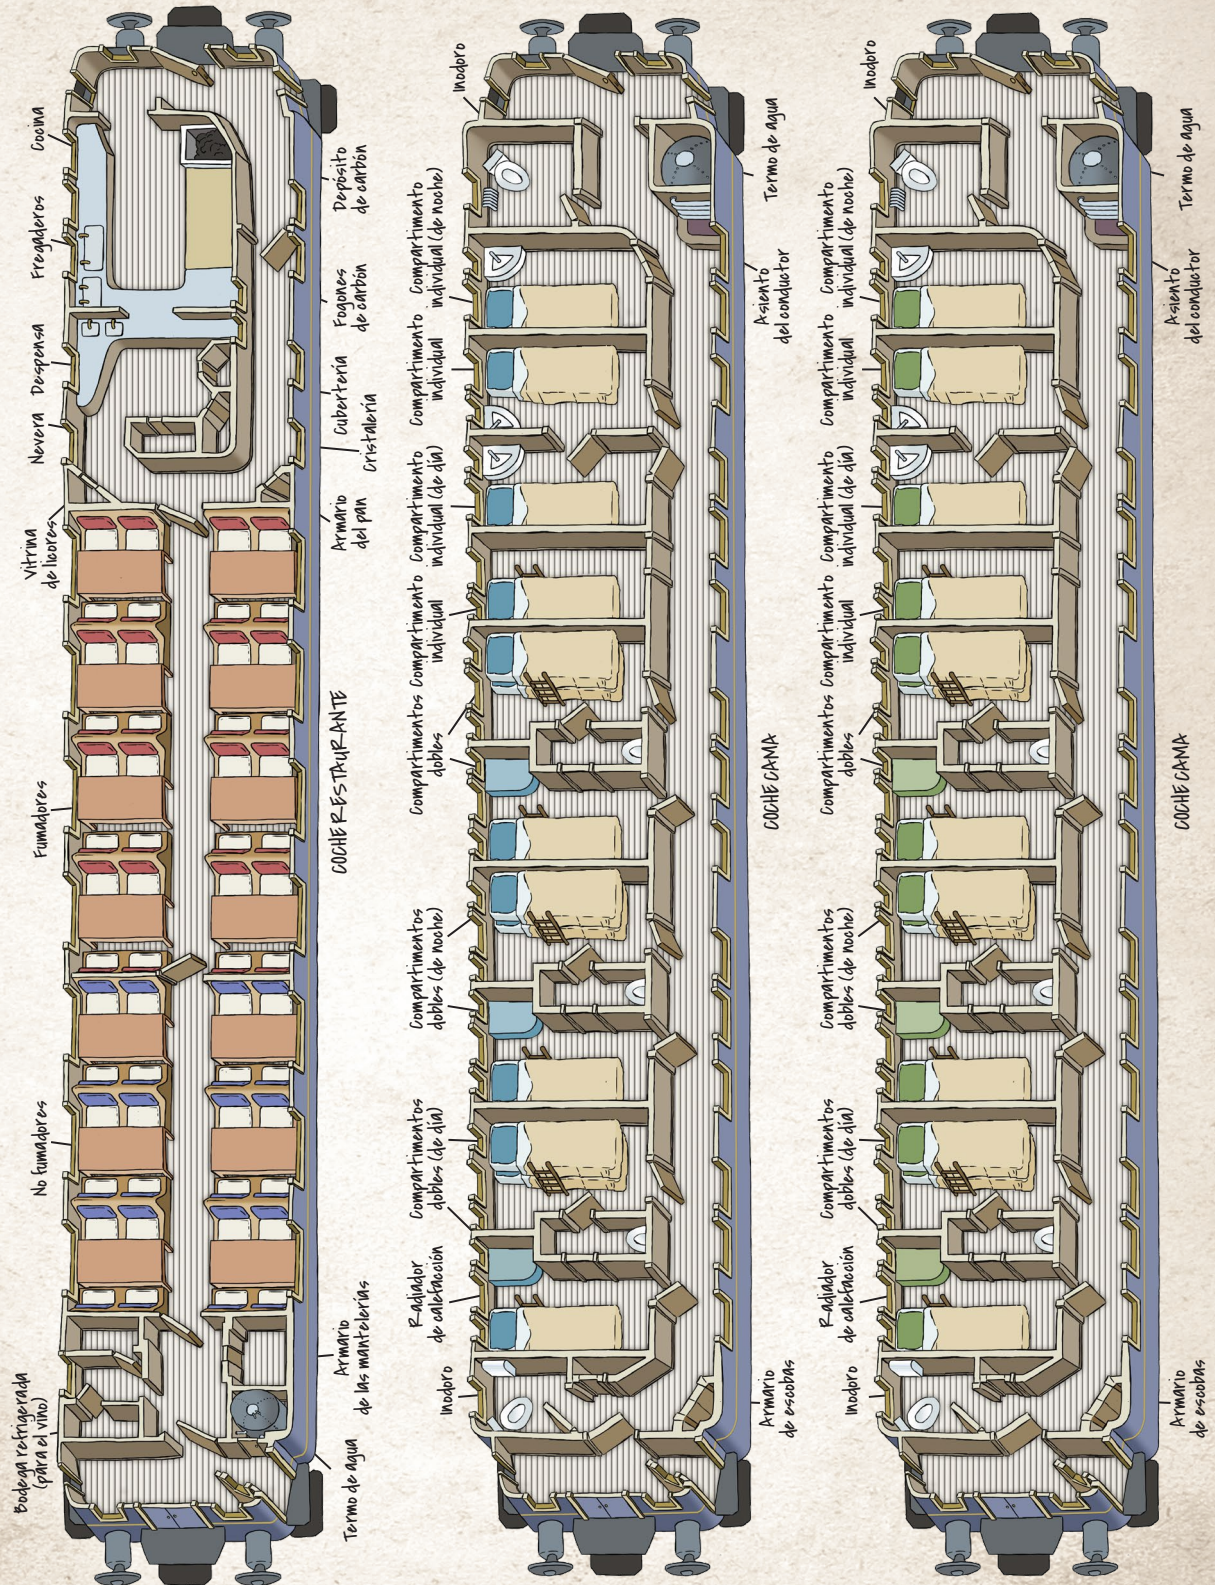 Bodega refrigerada
(para el vino)
No fumadores
Fumadores
Vitrina
de licores
Nevera
Despensa
Fregaderos
Cocina
Termo de agua
Armario
de las mantelerías
COCHE RESTAURANTE
Armario
del pan
Cristalería
Cubertería
Fogones
de carbón
Depósito
de carbón
Inodoro
Radiador
de calefacción
Compartimentos
dobles (de día)
Compartimentos
dobles (de noche)
Compartimentos
dobles
Compartimento
individual
Compartimento
individual (de día)
Compartimento
individual
Compartimento
individual (de noche)
Inodoro
Armario
de escobas
COCHE CAMA
Asiento
del conductor
Termo de agua
Inodoro
Radiador
de calefacción
Compartimentos
dobles (de día)
Compartimentos
dobles (de noche)
Compartimentos
dobles
Compartimento
individual
Compartimento
individual (de día)
Compartimento
individual
Compartimento
individual (de noche)
Inodoro
Armario
de escobas
COCHE CAMA
Asiento
del conductor
Termo de agua